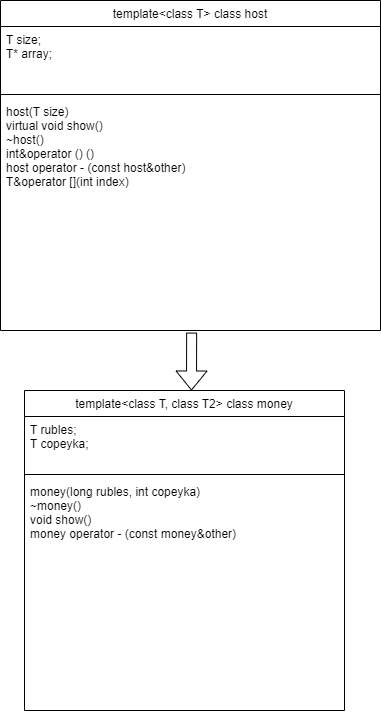 template<class T> class host
T size;
T* array;
host(T size)
virtual void show()
~host()
int&operator () ()
host operator - (const host&other)
T&operator [](int index)
template<class T, class T2> class money
T rubles;
T copeyka;
money(long rubles, int copeyka)
~money()
void show()
money operator - (const money&other)